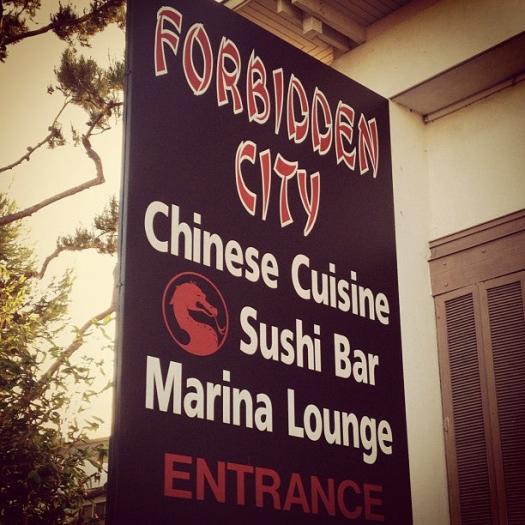 FORBIDDEN
CITY
Chinese Cuisine
Sushi Bar
Marina Lounge
ENTRANCE